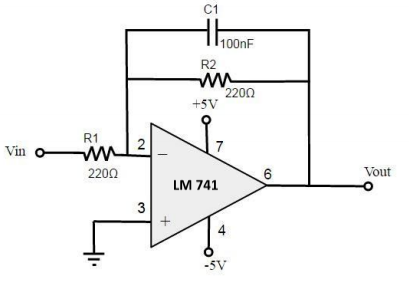 C1
100nF
R2
220Ω
+5V
R1
Vin
220Ω
2
7
LM 741
6
Vout
3
4
-5V